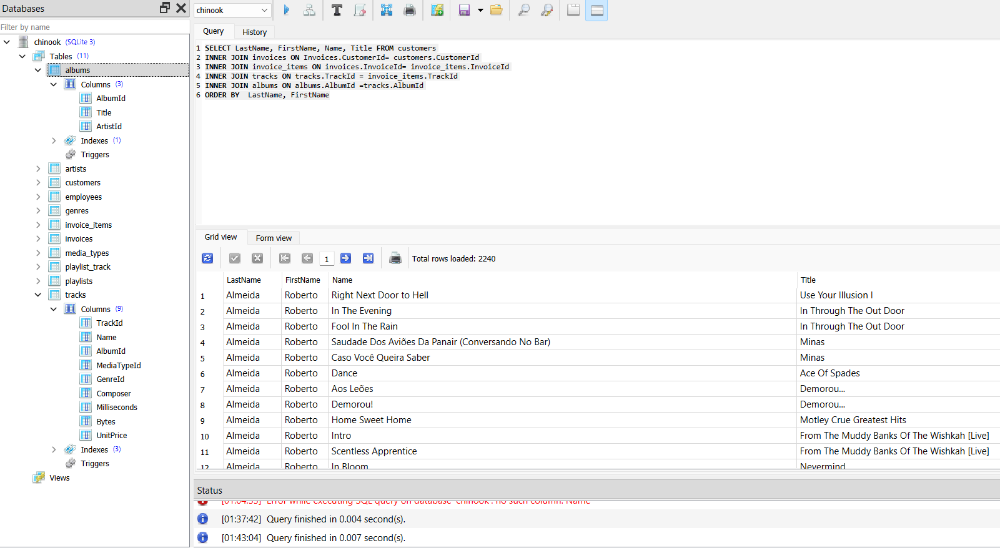 Databases
Filter by name
chinook (SQLite 3)
Tables (11)
albums
Columns (3)
AlbumId
Title
ArtistId
Indexes (1)
Triggers
artists
customers
employees
genres
invoice_items
invoices
media_types
playlist_track
playlists
tracks
Columns (9)
TrackId
Name
AlbumId
MediaTypeId
GenreId
Composer
Milliseconds
Bytes
UnitPrice
Indexes (3)
Triggers
Views
chinook
Query History
1 SELECT LastName, FirstName, Name, Title FROM customers
2 INNER JOIN invoices ON Invoices.CustomerId= customers.CustomerId
3 INNER JOIN invoice_items ON invoices.InvoiceId= invoice_items.InvoiceId
4 INNER JOIN tracks ON tracks.TrackId = invoice_items.TrackId
5 INNER JOIN albums ON albums.AlbumId =tracks.AlbumId
6 ORDER BY  LastName, FirstName
Grid view Form view
1 Total rows loaded: 2240
LastName FirstName Name Title
1 Almeida Roberto Right Next Door to Hell Use Your Illusion I
2 Almeida Roberto In The Evening In Through The Out Door
3 Almeida Roberto Fool In The Rain In Through The Out Door
4 Almeida Roberto Saudade Dos Aviões Da Panair (Conversando No Bar) Minas
5 Almeida Roberto Caso Você Queira Saber Minas
6 Almeida Roberto Dance Ace Of Spades
7 Almeida Roberto Aos Leões Demorou...
8 Almeida Roberto Demorou! Demorou...
9 Almeida Roberto Home Sweet Home Motley Crue Greatest Hits
10 Almeida Roberto Intro From The Muddy Banks Of The Wishkah [Live]
11 Almeida Roberto Scentless Apprentice From The Muddy Banks Of The Wishkah [Live]
12 Almeida Roberto In Bloom Nevermind
Status
Error while executing SQL query on database 'chinook': no such column: Name
[01:37:42] Query finished in 0.004 second(s).
[01:43:04] Query finished in 0.007 second(s).